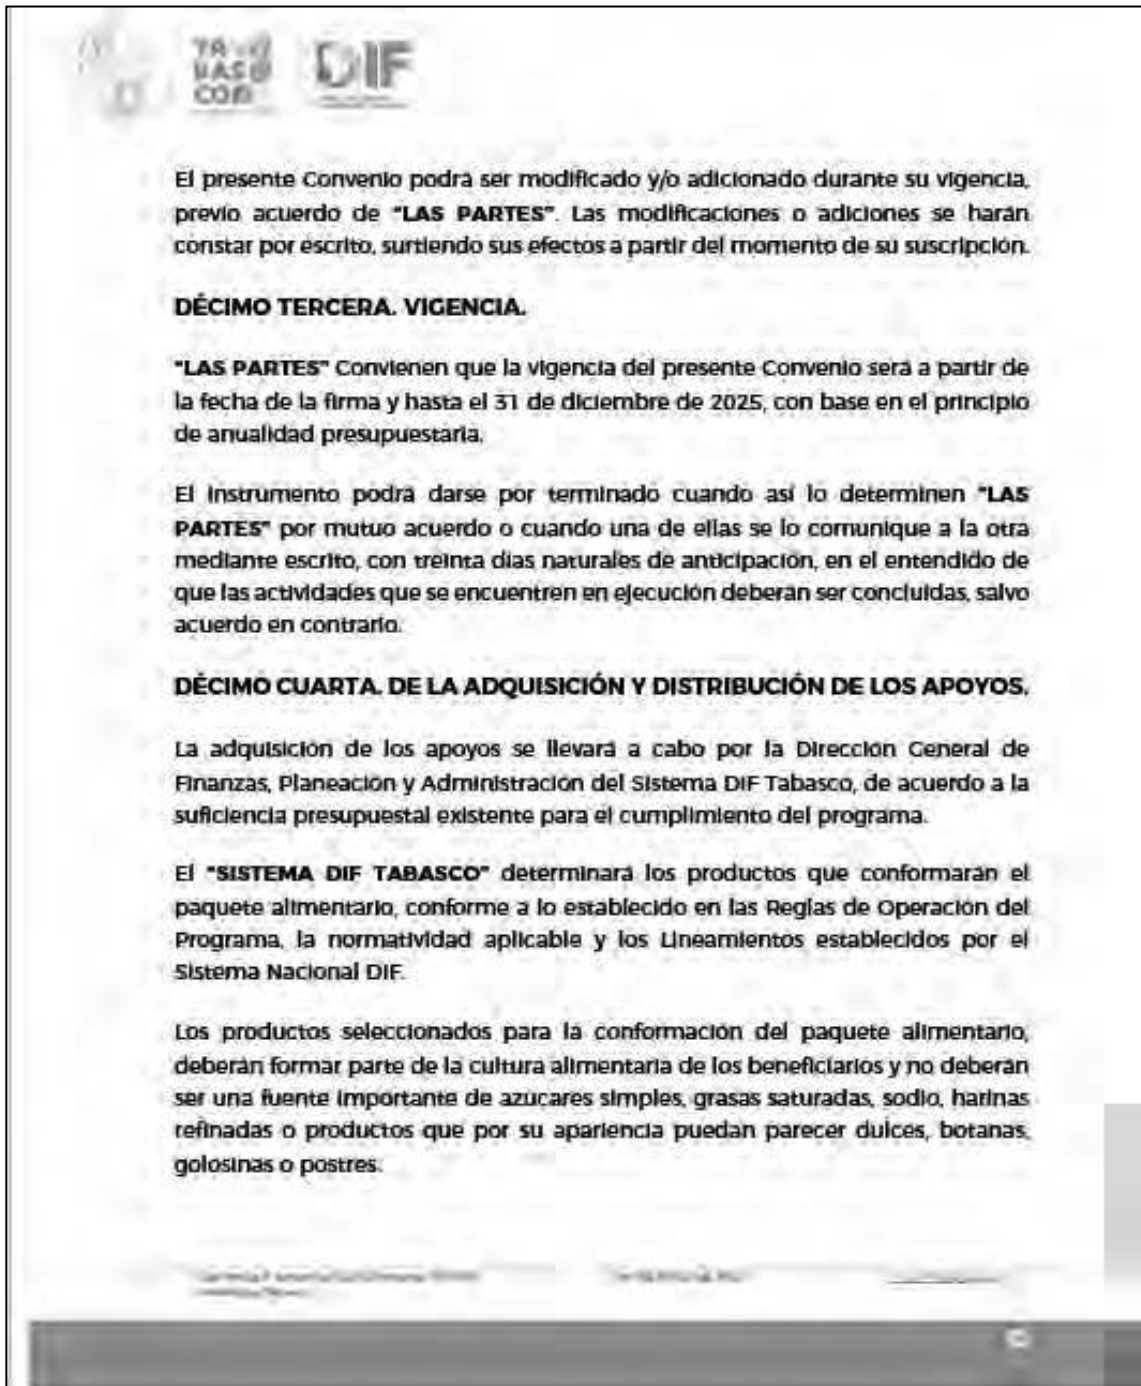 TA
BASCO
CON
DIF
El presente Convenio podrá ser modificado y/o adicionado durante su vigencia,
previo acuerdo de "LAS PARTES". Las modificaciones o adiciones se harán
constar por escrito, surtiendo sus efectos a partir del momento de su suscripción.
DÉCIMO TERCERA. VIGENCIA.
"LAS PARTES" Convienen que la vigencia del presente Convenio será a partir de
la fecha de la firma y hasta el 31 de diciembre de 2025, con base en el principio
de anualidad presupuestaria.
El Instrumento podrá darse por terminado cuando así lo determinen "LAS
PARTES" por mutuo acuerdo o cuando una de ellas se lo comunique a la otra
mediante escrito, con treinta días naturales de anticipación, en el entendido de
que las actividades que se encuentren en ejecución deberán ser concluidas, salvo
acuerdo en contrario.
DÉCIMO CUARTA. DE LA ADQUISICIÓN Y DISTRIBUCIÓN DE LOS APOYOS.
La adquisición de los apoyos se llevará a cabo por la Dirección General de
Finanzas, Planeación y Administración del Sistema DIF Tabasco, de acuerdo a la
suficiencia presupuestal existente para el cumplimiento del programa.
El "SISTEMA DIF TABASCO" determinará los productos que conformarán el
paquete alimentario, conforme a lo establecido en las Reglas de Operación del
Programa, la normatividad aplicable y los Lineamientos establecidos por el
Sistema Nacional DIF.
Los productos seleccionados para la conformación del paquete alimentario,
deberán formar parte de la cultura alimentaria de los beneficiarios y no deberán
ser una fuente importante de azúcares simples, grasas saturadas, sodio, harinas
refinadas o productos que por su apariencia puedan parecer dulces, botanas,
golosinas o postres.